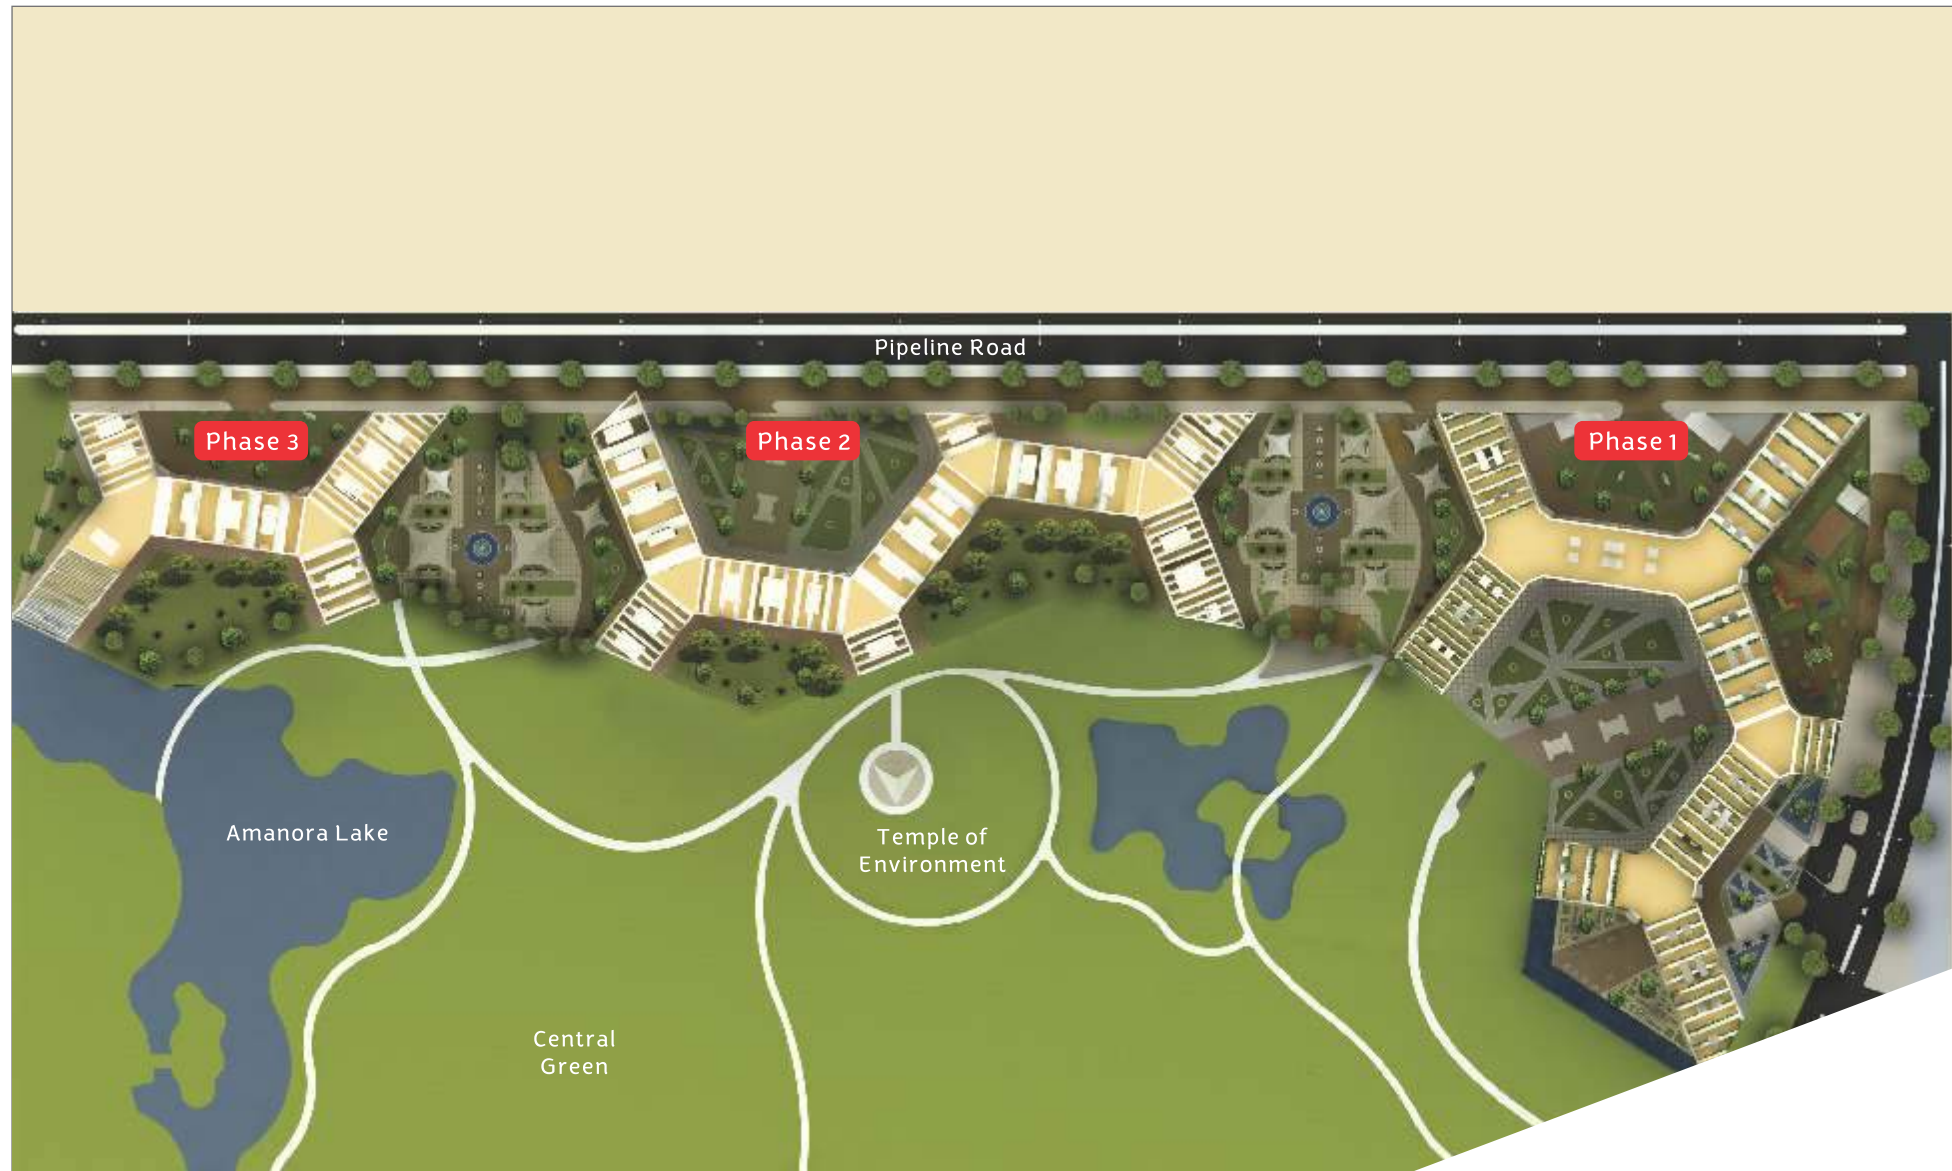 Pipeline Road
Phase 3
Phase 2
Phase 1
Amanora Lake
Temple of
Environment
Central
Green